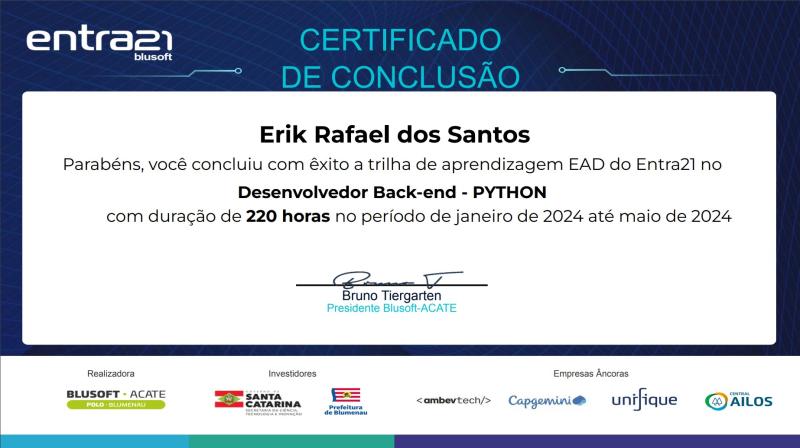 entra21
blusoft
CERTIFICADO
DE CONCLUSÃO
Erik Rafael dos Santos
Parabéns, você concluiu com êxito a trilha de aprendizagem EAD do Entra21 no
Desenvolvedor Back-end - PYTHON
com duração de 220 horas no período de janeiro de 2024 até maio de 2024
Bruno Tiergarten
Presidente Blusoft-ACATE
Realizadora
Investidores
Empresas Âncoras
BLUSOFT - ACATE
POLO - BLUMENAU
GOVERNO DE
SANTA
CATARINA
SECRETARIA DA CIÊNCIA,
TECNOLOGIA E INOVAÇÃO
Prefeitura
de Blumenau
<ambevtech/>
Capgemini
unifique
CENTRAL
AILOS